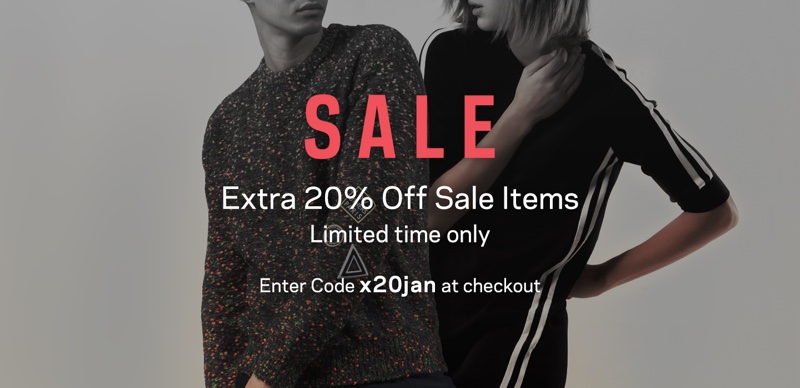 SALE
Extra 20% Off Sale Items
Limited time only
Enter Code x20jan at checkout